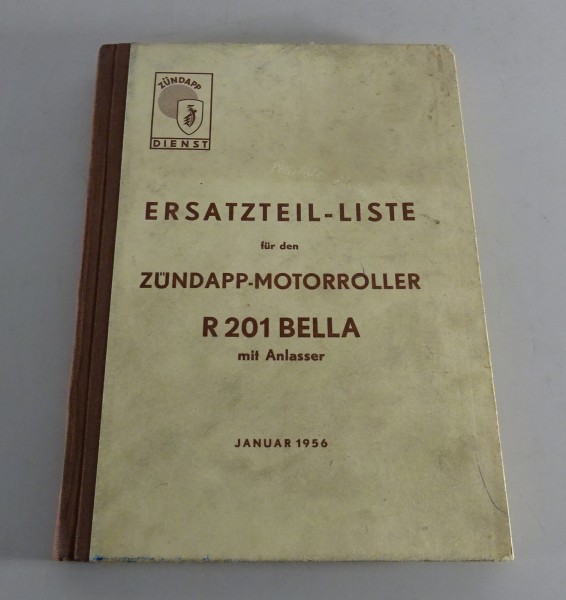 ZÜNDAPP
DIENST
ERSATZTEIL-LISTE
für den
ZÜNDAPP-MOTORROLLER
R 201 BELLA
mit Anlasser
JANUAR 1956